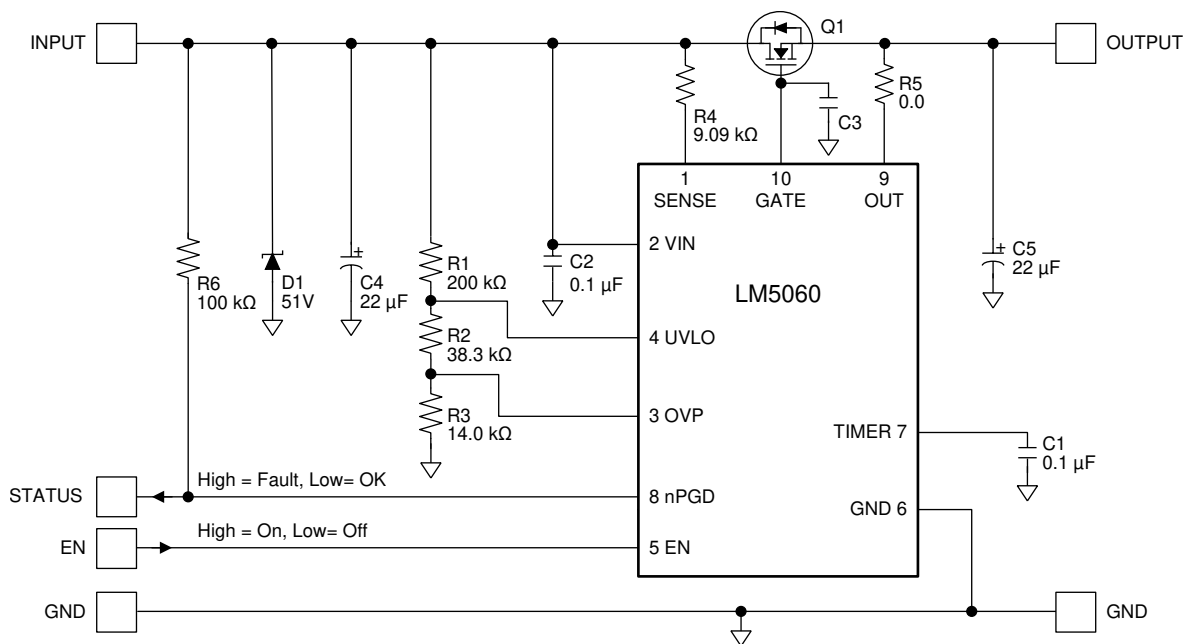 INPUT
Q1
OUTPUT
R5
0.0
R4
9.09 kΩ
C3
1
SENSE
10
GATE
9
OUT
2 VIN
R6
100 kΩ
D1
51V
C4
22 µF
+
R1
200 kΩ
C2
0.1 µF
LM5060
C5
22 µF
+
R2
38.3 kΩ
4 UVLO
R3
14.0 kΩ
3 OVP
TIMER 7
C1
0.1 µF
STATUS
High = Fault, Low= OK
8 nPGD
GND 6
EN
High = On, Low= Off
5 EN
GND
GND